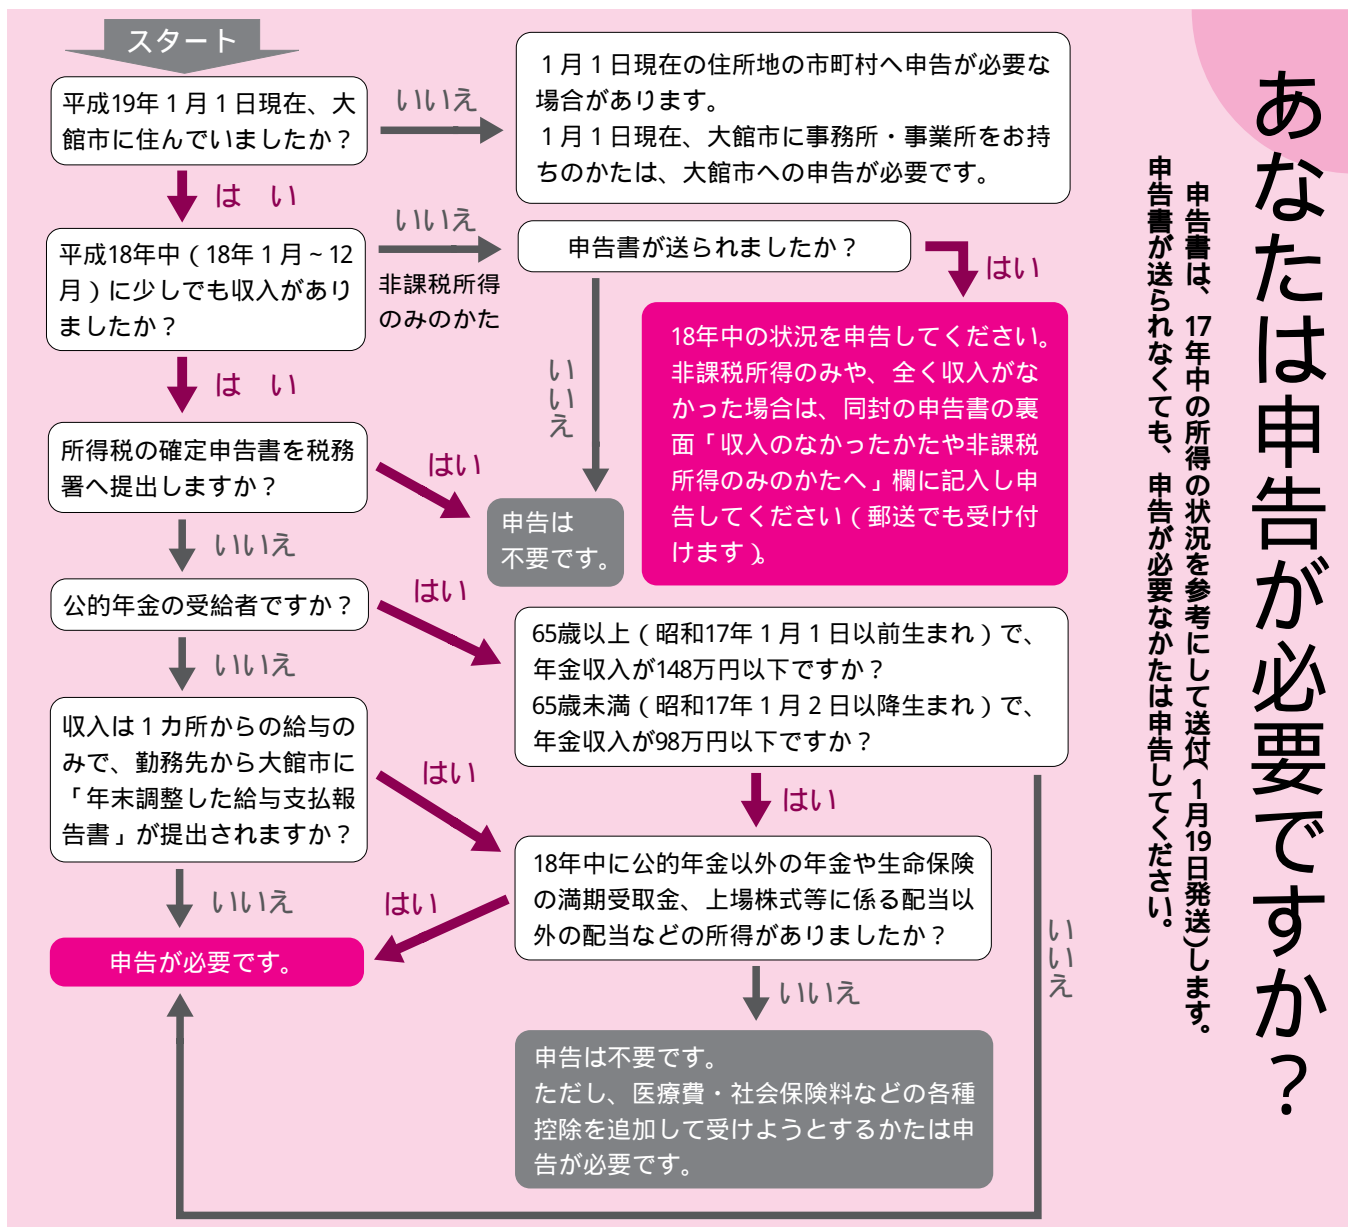 あなたは申告が必要ですか？
申告書は、17年中の所得の状況を参考にして送付（１月19日発送）します。
申告書が送られなくても、申告が必要なかたは申告してください。
スタート
平成19年１月１日現在、大
館市に住んでいましたか？
いいえ
１月１日現在の住所地の市町村へ申告が必要な
場合があります。
１月１日現在、大館市に事務所・事業所をお持
ちのかたは、大館市への申告が必要です。
はい
平成18年中（18年１月～12
月）に少しでも収入があり
ましたか？
いいえ
非課税所得
のみのかた
申告書が送られましたか？
はい
18年中の状況を申告してください。
非課税所得のみや、全く収入がな
かった場合は、同封の申告書の裏
面「収入のなかったかたや非課税
所得のみのかたへ」欄に記入し申
告してください（郵送でも受け付
けます）。
いいえ
はい
所得税の確定申告書を税務
署へ提出しますか？
はい
申告は
不要です。
いいえ
公的年金の受給者ですか？
はい
65歳以上（昭和17年１月１日以前生まれ）で、
年金収入が148万円以下ですか？
65歳未満（昭和17年１月２日以降生まれ）で、
年金収入が98万円以下ですか？
いいえ
収入は１カ所からの給与の
みで、勤務先から大館市に
「年末調整した給与支払報
告書」が提出されますか？
はい
はい
18年中に公的年金以外の年金や生命保険
の満期受取金、上場株式等に係る配当以
外の配当などの所得がありましたか？
いいえ
はい
いいえ
申告が必要です。
いいえ
申告は不要です。
ただし、医療費・社会保険料などの各種
控除を追加して受けようとするかたは申
告が必要です。